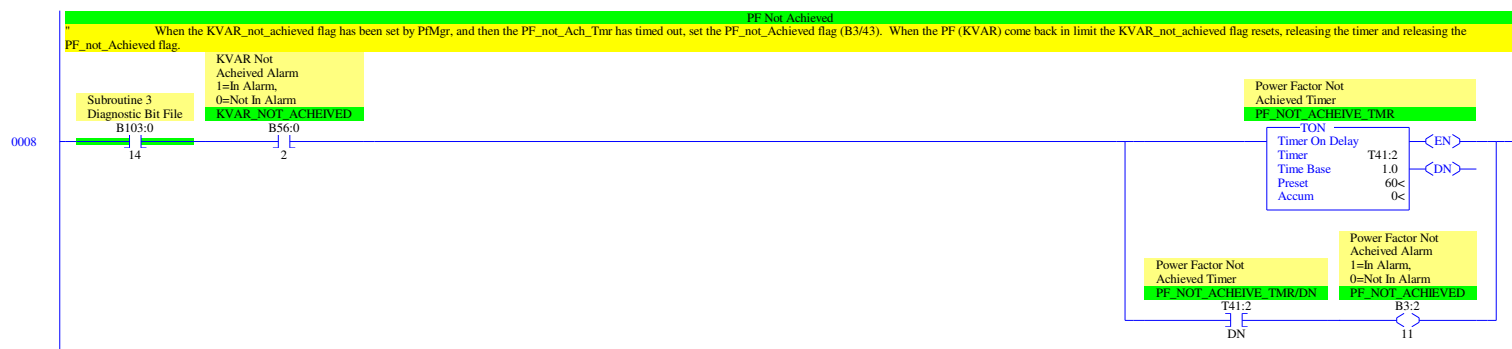 PF Not Achieved
" When the KVAR_not_achieved flag has been set by PfMgr, and then the PF_not_Ach_Tmr has timed out, set the PF_not_Achieved flag (B3/43). When the PF (KVAR) come back in limit the KVAR_not_achieved flag resets, releasing the timer and releasing the
PF_not_Achieved flag.
KVAR Not
Acheived Alarm
1=In Alarm,
0=Not In Alarm
KVAR_NOT_ACHEIVED
Subroutine 3
Diagnostic Bit File
B103:0
14
B56:0
2
0008
Power Factor Not
Achieved Timer
PF_NOT_ACHEIVE_TMR
TON
Timer On Delay
Timer T41:2
Time Base 1.0
Preset 60<
Accum 0<
EN
DN
Power Factor Not
Achieved Timer
PF_NOT_ACHEIVE_TMR/DN
T41:2
DN
Power Factor Not
Acheived Alarm
1=In Alarm,
0=Not In Alarm
PF_NOT_ACHIEVED
B3:2
11